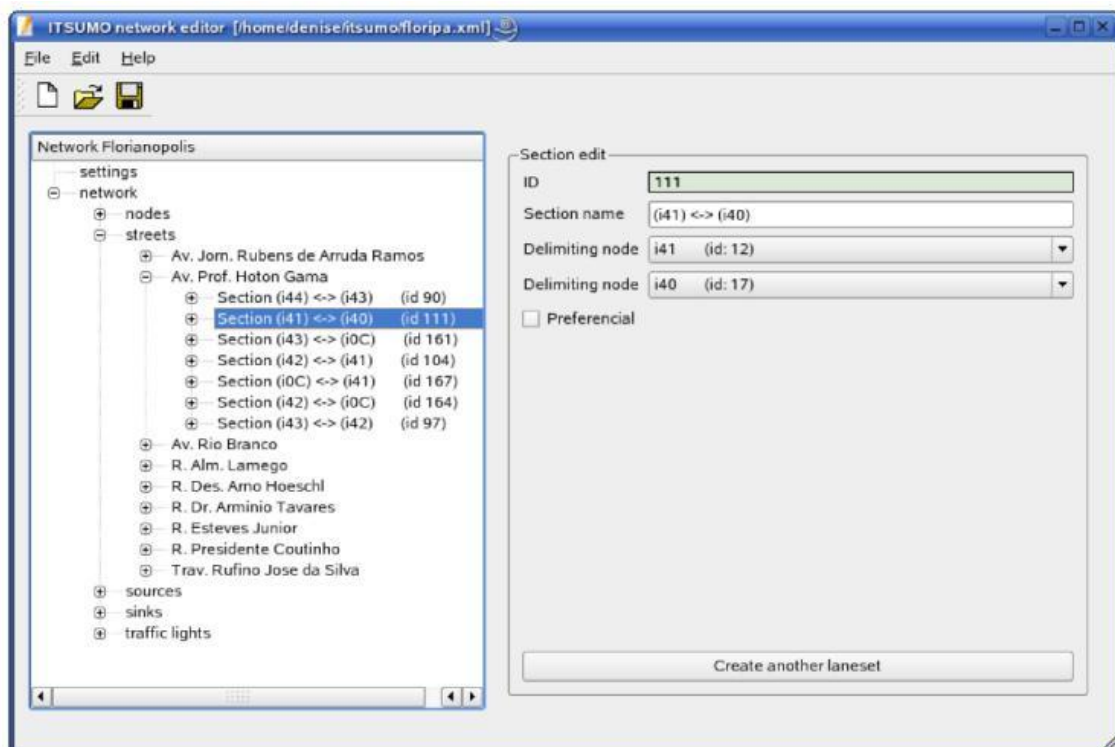 ITSUMO network editor [/home/denise/itsumo/floripa.xml]
File Edit Help
Network Florianopolis
settings
network
nodes
streets
Av. Jorn. Rubens de Arruda Ramos
Av. Prof. Hoton Gama
Section (i44) <-> (i43) (id 90)
Section (i41) <-> (i40) (id 111)
Section (i43) <-> (i0C) (id 161)
Section (i42) <-> (i41) (id 104)
Section (i0C) <-> (i41) (id 167)
Section (i42) <-> (i0C) (id 164)
Section (i43) <-> (i42) (id 97)
Av. Rio Branco
R. Alm. Lamego
R. Des. Arno Hoeschl
R. Dr. Arminio Tavares
R. Esteves Junior
R. Presidente Coutinho
Trav. Rufino Jose da Silva
sources
sinks
traffic lights
Section edit
ID 111
Section name (i41) <-> (i40)
Delimiting node i41 (id: 12)
Delimiting node i40 (id: 17)
Preferencial
Create another laneset